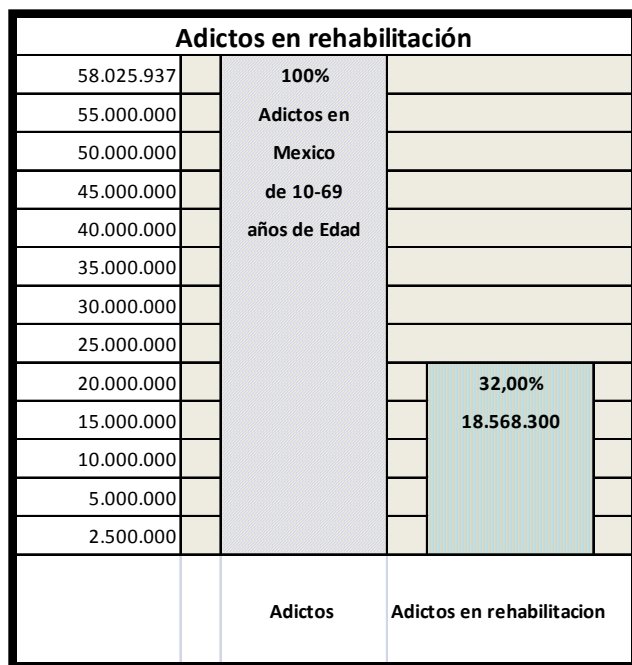 Adictos en rehabilitación
58.025.937 100%
55.000.000 Adictos en
50.000.000 Mexico
45.000.000 de 10-69
40.000.000 años de Edad
35.000.000
30.000.000
25.000.000
20.000.000 32,00%
15.000.000 18.568.300
10.000.000
5.000.000
2.500.000
Adictos Adictos en rehabilitacion